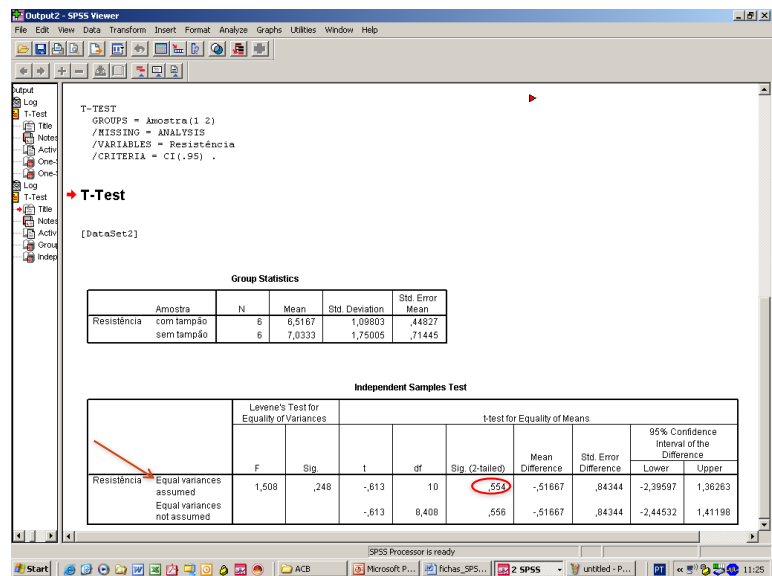 Output2 - SPSS Viewer
File Edit View Data Transform Insert Format Analyze Graphs Utilities Window Help
Output
Log
T-Test
Title
Notes
Activ
One-S
One-S
Log
T-Test
Title
Notes
Activ
Group
Indep
T-TEST
GROUPS = Amostra(1 2)
/MISSING = ANALYSIS
/VARIABLES = Resistência
/CRITERIA = CI(.95) .
T-Test
[DataSet2]
Group Statistics
Amostra N Mean Std. Deviation Std. Error Mean
Resistência com tampão 6 6,5167 1,09803 ,44827
sem tampão 6 7,0333 1,75005 ,71445
Independent Samples Test
Levene's Test for Equality of Variances t-test for Equality of Means
95% Confidence Interval of the Difference
F Sig. t df Sig. (2-tailed) Mean Difference Std. Error Difference Lower Upper
Resistência Equal variances assumed 1,508 ,248 -,613 10 ,554 -,51667 ,84344 -2,39597 1,36263
Equal variances not assumed -,613 8,408 ,556 -,51667 ,84344 -2,44532 1,41198
SPSS Processor is ready
Start ACB Microsoft P... fichas_SPS... 2 SPSS untitled - P... PT 11:25